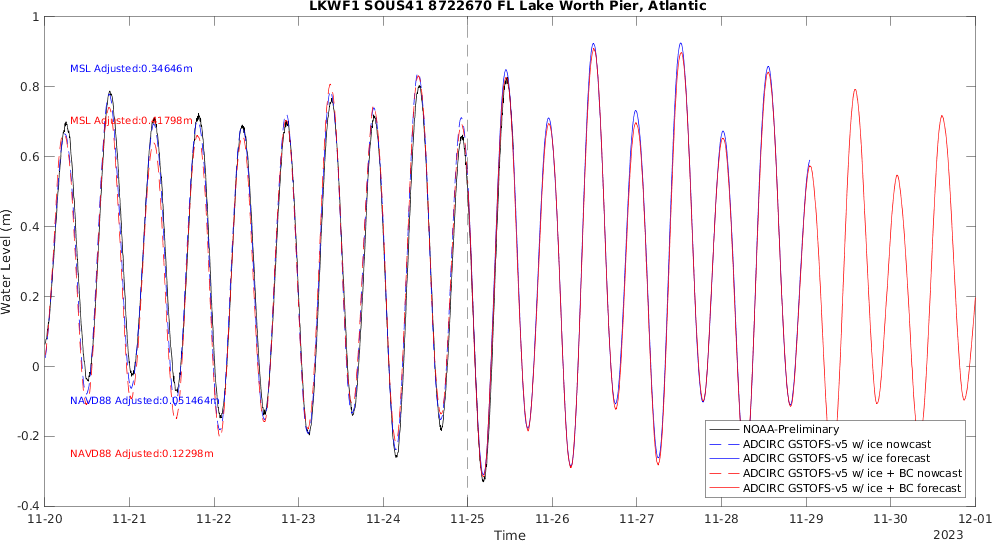 LKWF1 SOUS41 8722670 FL Lake Worth Pier, Atlantic
1
0.8
0.6
0.4
0.2
0
-0.2
-0.4
Water Level (m)
MSL Adjusted:0.34646m
MSL Adjusted:0.41798m
NAVD88 Adjusted:0.051464m
NAVD88 Adjusted:0.12298m
NOAA-Preliminary
ADCIRC GSTOFS-v5 w/ ice nowcast
ADCIRC GSTOFS-v5 w/ ice forecast
ADCIRC GSTOFS-v5 w/ ice + BC nowcast
ADCIRC GSTOFS-v5 w/ ice + BC forecast
11-20 11-21 11-22 11-23 11-24 11-25 11-26 11-27 11-28 11-29 11-30 12-01
Time
2023